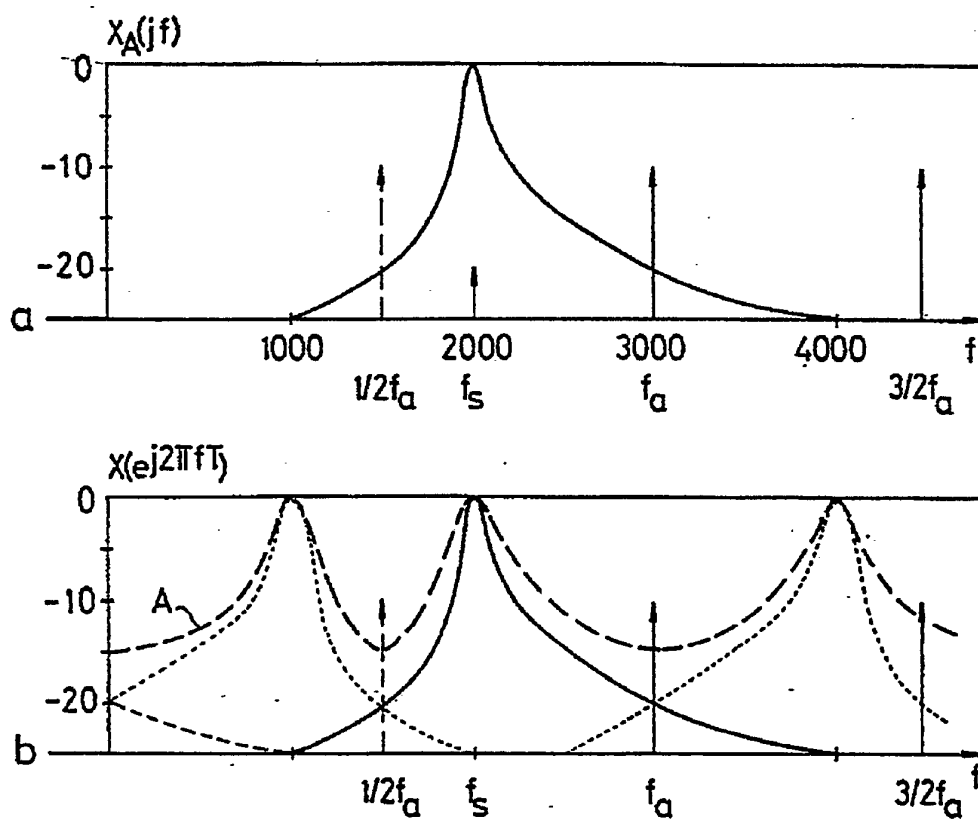 X_A(jf)
0
-10
-20
a
1000 2000 3000 4000 f
1/2f_a f_s f_a 3/2f_a
X(e^j2πfT)
0
-10
A
-20
b
1/2f_a f_s f_a 3/2f_a f